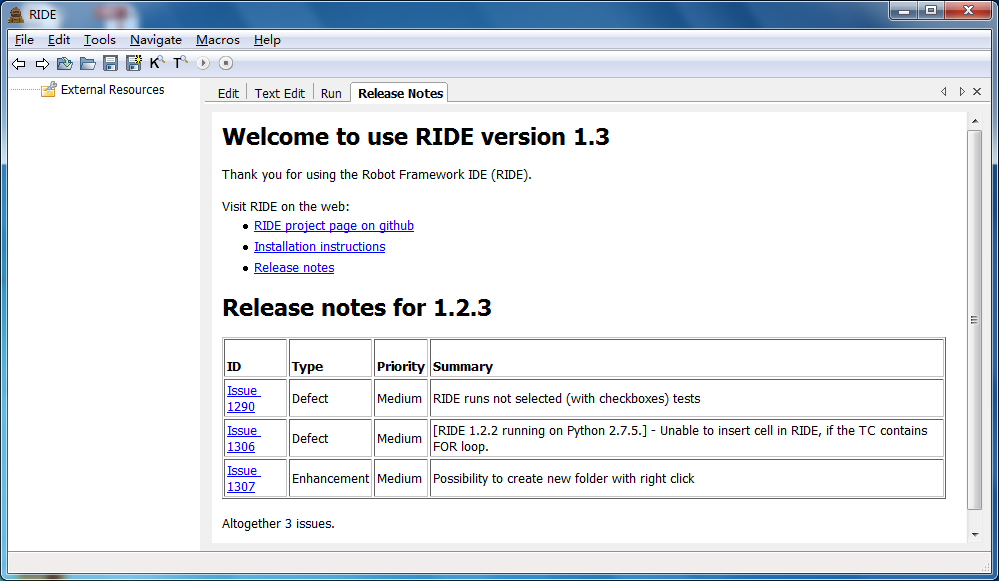 RIDE
File Edit Tools Navigate Macros Help
K T
External Resources
Edit Text Edit Run Release Notes
Welcome to use RIDE version 1.3
Thank you for using the Robot Framework IDE (RIDE).
Visit RIDE on the web:
• RIDE project page on github
• Installation instructions
• Release notes
Release notes for 1.2.3
ID Type Priority Summary
Issue
1290
Defect Medium RIDE runs not selected (with checkboxes) tests
Issue
1306
Defect Medium [RIDE 1.2.2 running on Python 2.7.5.] - Unable to insert cell in RIDE, if the TC contains
FOR loop.
Issue
1307
Enhancement Medium Possibility to create new folder with right click
Altogether 3 issues.